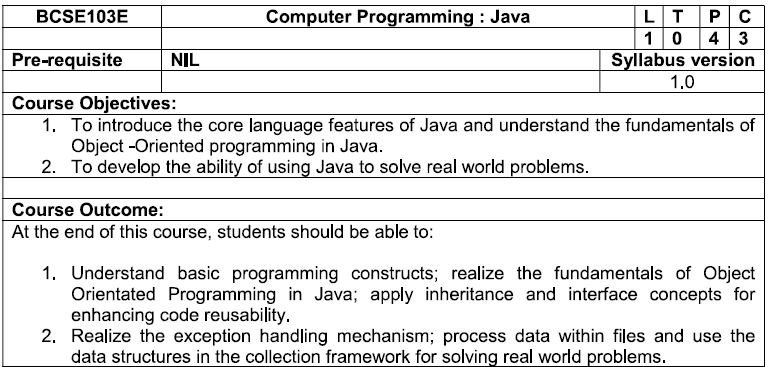 BCSE103E Computer Programming : Java L T P C
1 0 4 3
Pre-requisite NIL Syllabus version
1.0
Course Objectives:
1. To introduce the core language features of Java and understand the fundamentals of
Object -Oriented programming in Java.
2. To develop the ability of using Java to solve real world problems.
Course Outcome:
At the end of this course, students should be able to:
1. Understand basic programming constructs; realize the fundamentals of Object
Orientated Programming in Java; apply inheritance and interface concepts for
enhancing code reusability.
2. Realize the exception handling mechanism; process data within files and use the
data structures in the collection framework for solving real world problems.